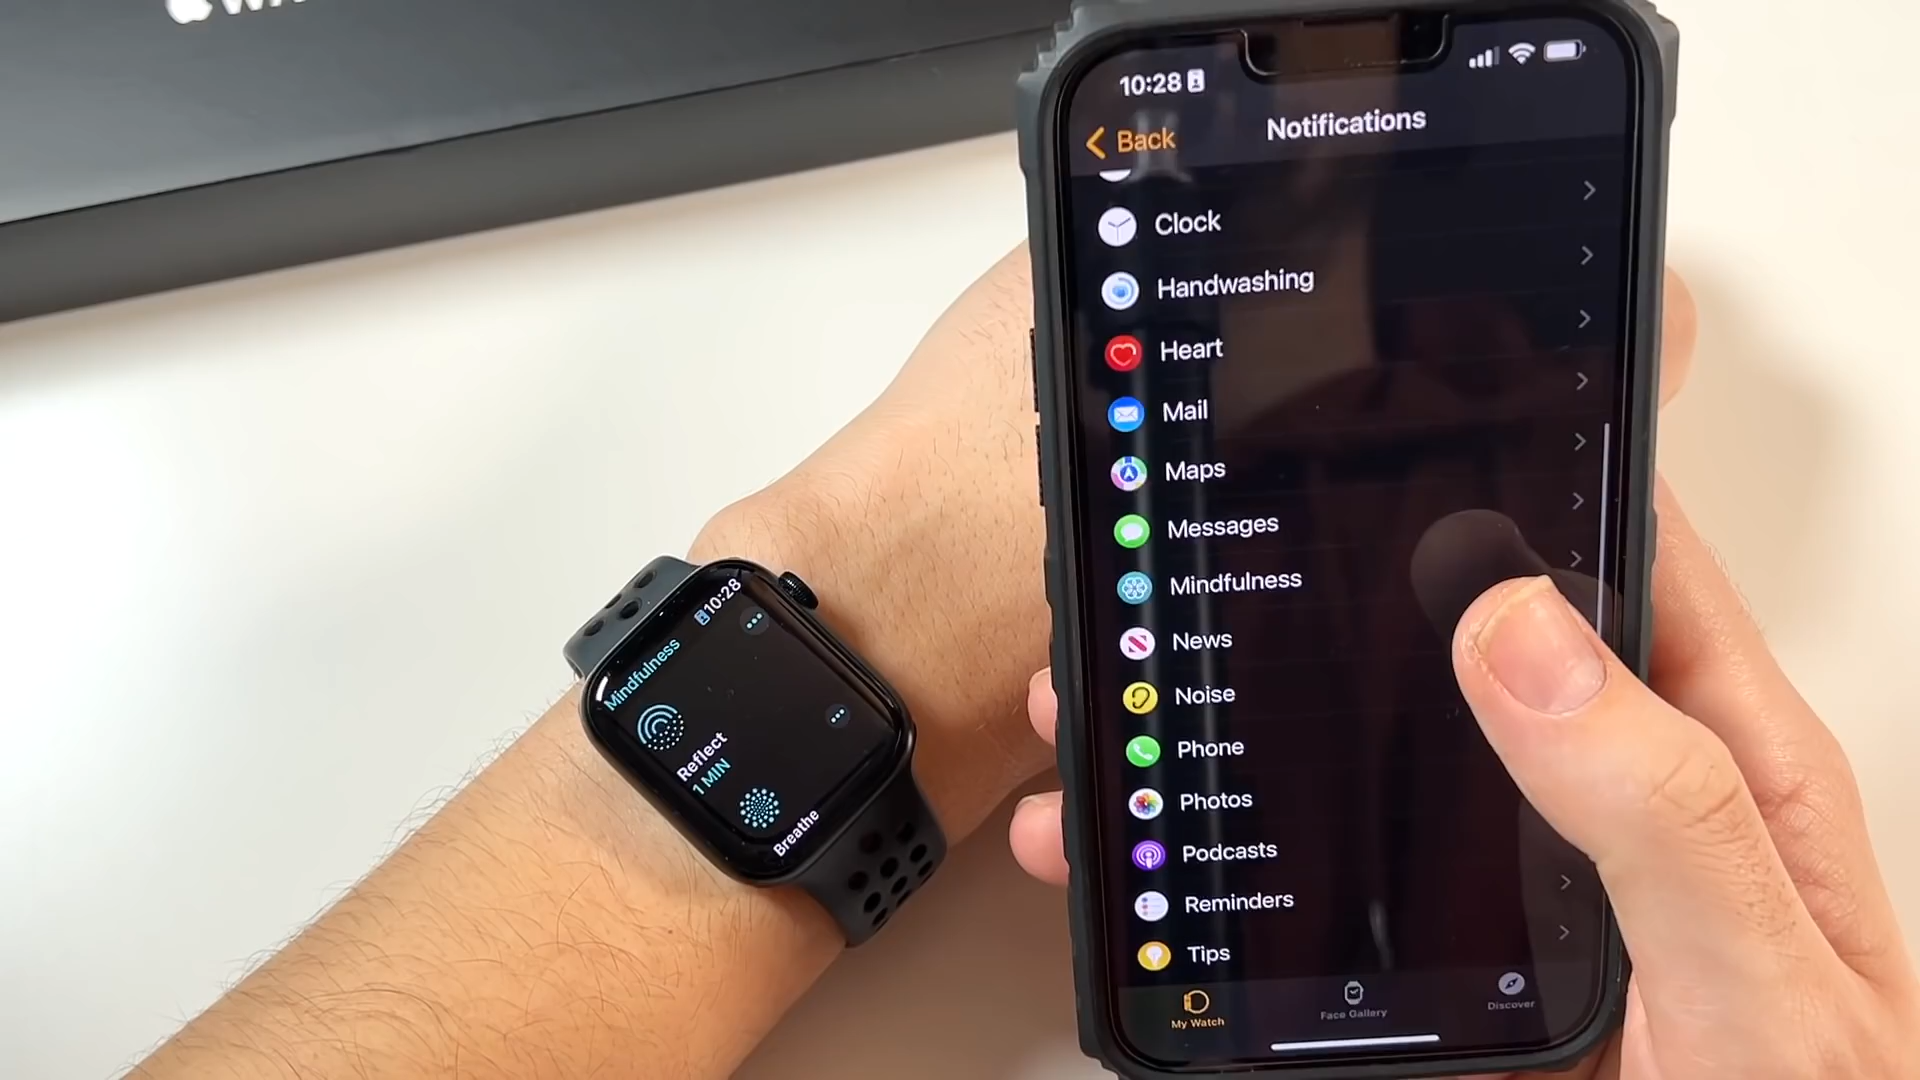 10:28
Notifications
Back
Clock
Handwashing
Heart
Mail
Maps
Messages
Mindfulness
News
Noise
Phone
Photos
Podcasts
Reminders
Tips
My Watch
Face Gallery
Discover
10:28
Mindfulness
Reflect
1 MIN
Breathe